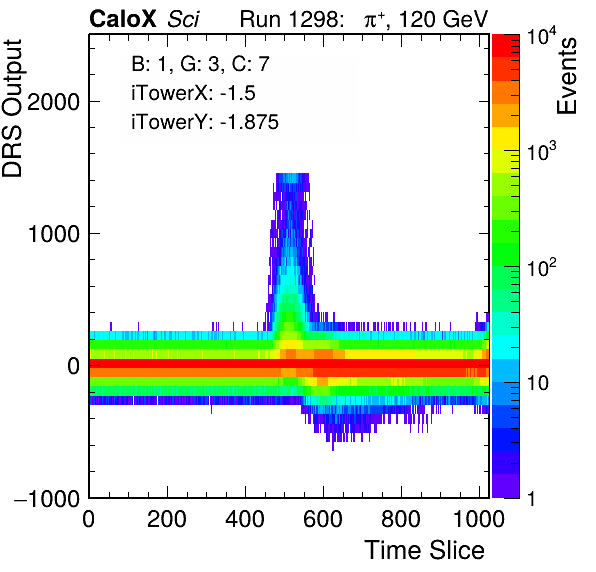 CaloX Sci Run 1298: π⁺, 120 GeV
B: 1, G: 3, C: 7
iTowerX: -1.5
iTowerY: -1.875
DRS Output
2000
1000
0
−1000
0 200 400 600 800 1000
Time Slice
Events
10⁴
10³
10²
10
1